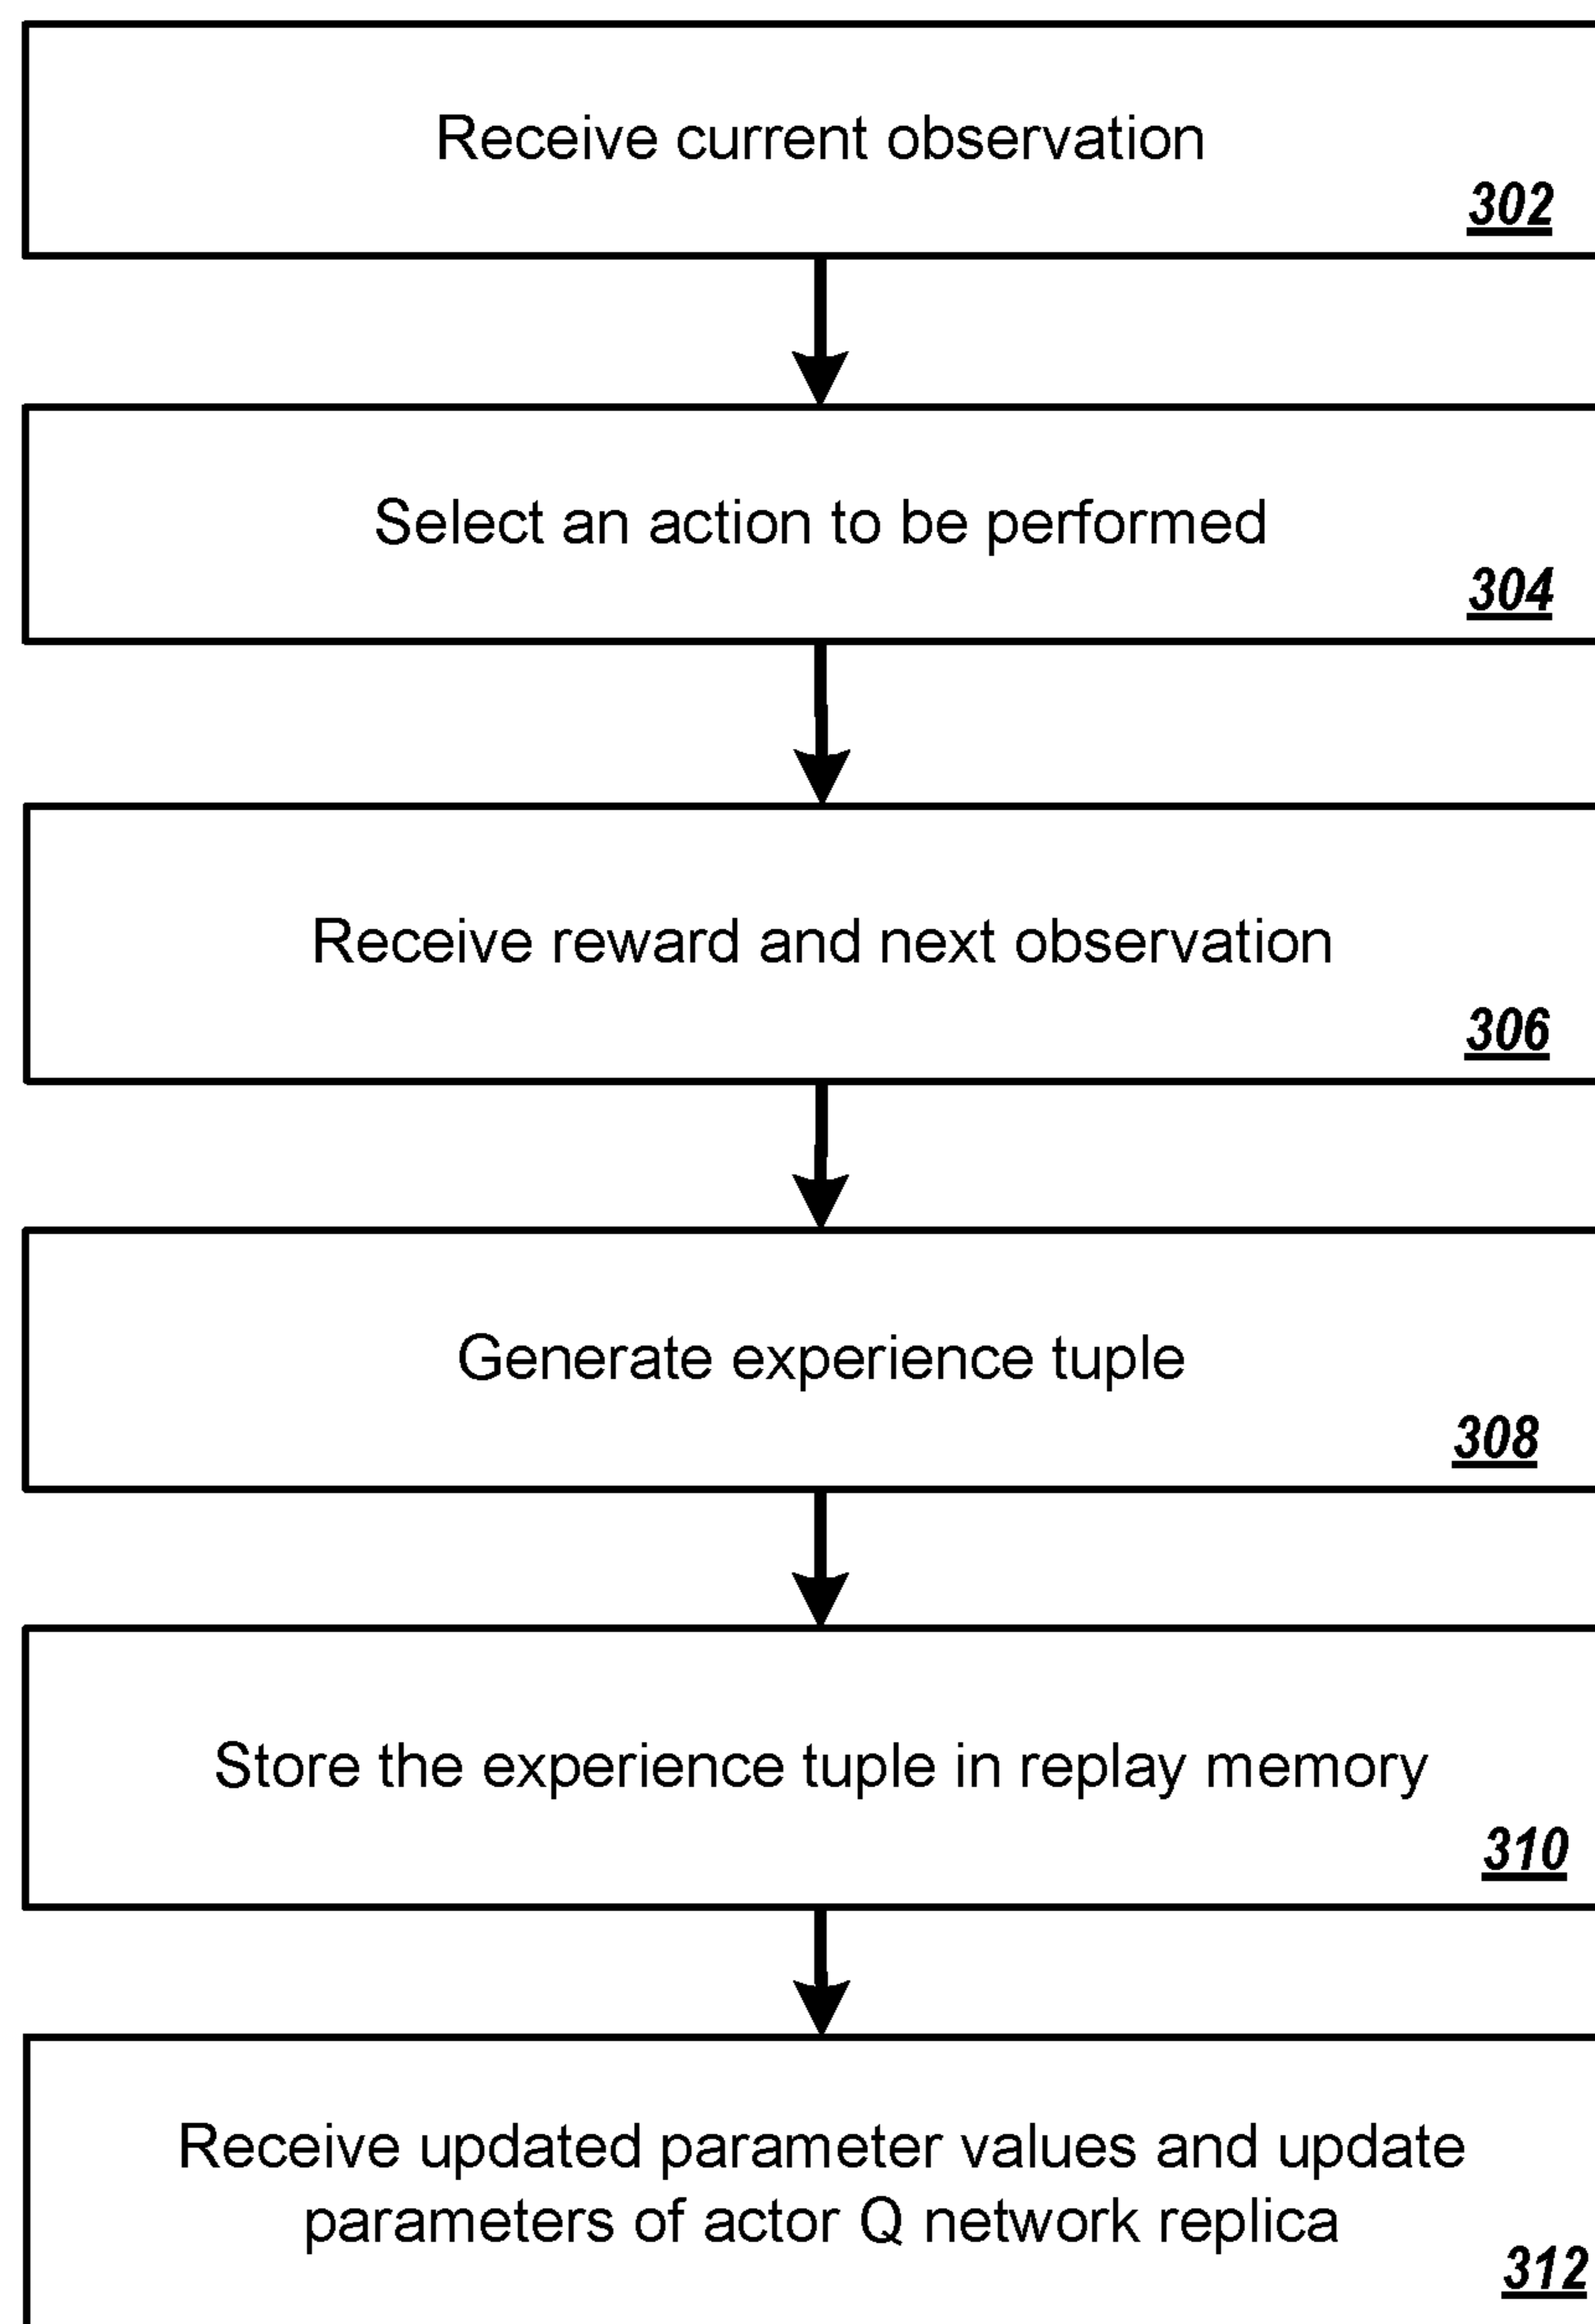 Receive current observation
302
Select an action to be performed
304
Receive reward and next observation
306
Generate experience tuple
308
Store the experience tuple in replay memory
310
Receive updated parameter values and update
parameters of actor Q network replica
312